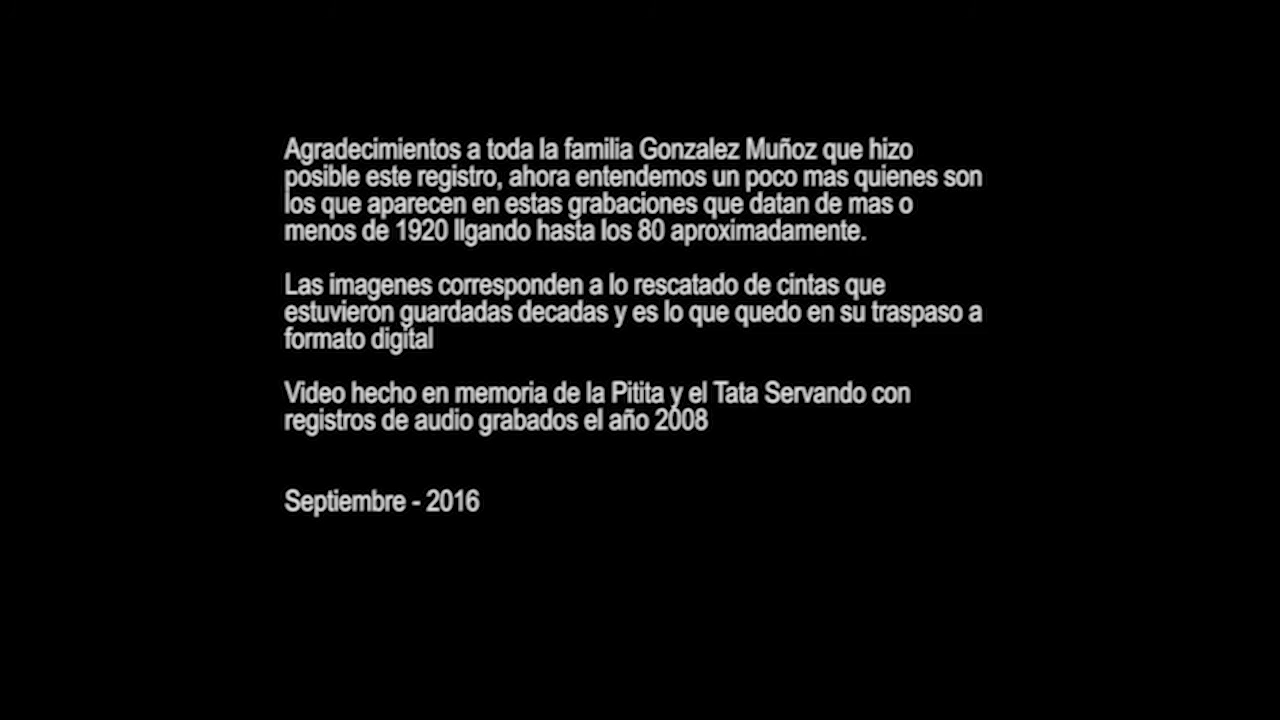 Agradecimientos a toda la familia Gonzalez Muñoz que hizo
posible este registro, ahora entendemos un poco mas quienes son
los que aparecen en estas grabaciones que datan de mas o
menos de 1920 llgando hasta los 80 aproximadamente.
Las imagenes corresponden a lo rescatado de cintas que
estuvieron guardadas decadas y es lo que quedo en su traspaso a
formato digital
Video hecho en memoria de la Pitita y el Tata Servando con
registros de audio grabados el año 2008
Septiembre - 2016